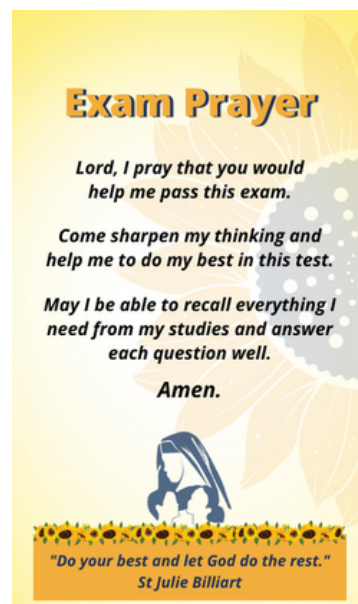 Exam Prayer
Lord, I pray that you would
help me pass this exam.
Come sharpen my thinking and
help me to do my best in this test.
May I be able to recall everything I
need from my studies and answer
each question well.
Amen.
"Do your best and let God do the rest."
St Julie Billiart